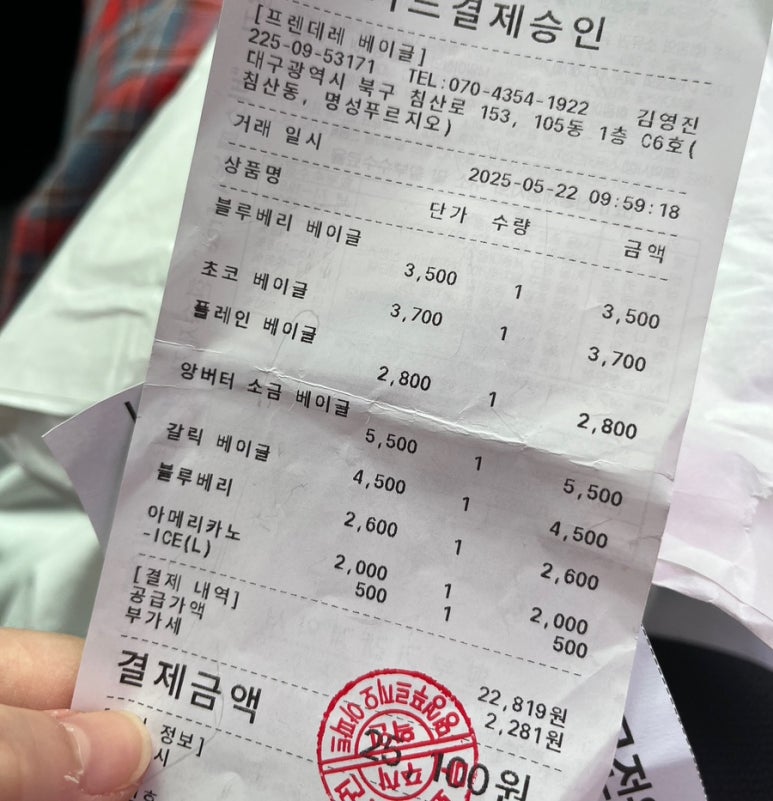 결제승인
[프렌데레 베이글]
225-09-53171 TEL:070-4354-1922 김영진
대구광역시 북구 침산로 153, 105동 1층 C6호(
침산동, 명성푸르지오)
거래 일시 2025-05-22 09:59:18
상품명 단가 수량 금액
블루베리 베이글
3,500 1 3,500
초코 베이글
3,700 1 3,700
플레인 베이글
2,800 1 2,800
앙버터 소금 베이글
5,500 1 5,500
갈릭 베이글
4,500 1 4,500
블루베리
2,600 1 2,600
아메리카노
2,000 1 2,000
-ICE(L) 500 1 500
[결제 내역]
공급가액 22,819원
부가세 2,281원
결제금액 25,100원
정보]
시